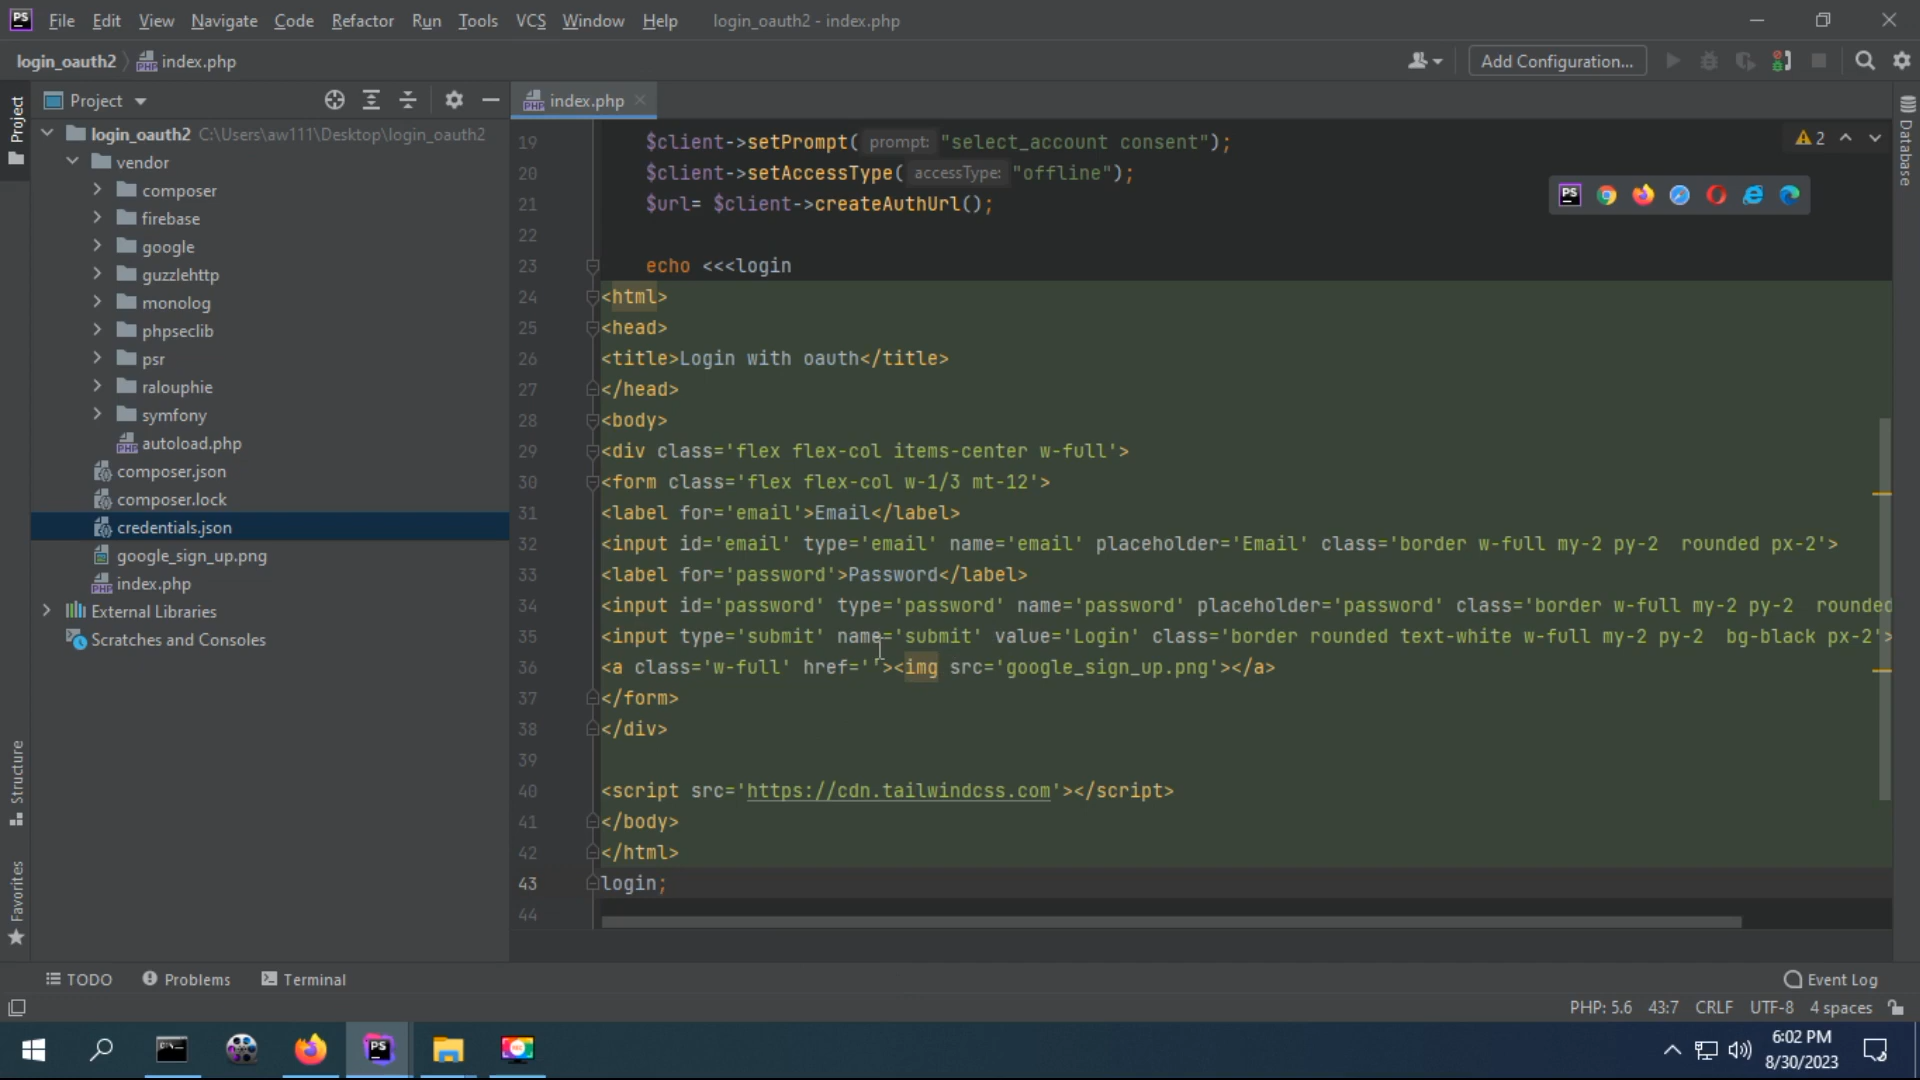 PS File Edit View Navigate Code Refactor Run Tools VCS Window Help login_oauth2 - index.php
login_oauth2 index.php Add Configuration...
Project
Project
index.php
login_oauth2 C:\Users\aw111\Desktop\login_oauth2
vendor
composer
firebase
google
guzzlehttp
monolog
phpseclib
psr
ralouphie
symfony
autoload.php
composer.json
composer.lock
credentials.json
google_sign_up.png
index.php
External Libraries
Scratches and Consoles
Structure
Favorites
19 $client->setPrompt( prompt: "select_account consent");
20 $client->setAccessType( accessType: "offline");
21 $url= $client->createAuthUrl();
22
23 echo <<<login
24 <html>
25 <head>
26 <title>Login with oauth</title>
27 </head>
28 <body>
29 <div class='flex flex-col items-center w-full'>
30 <form class='flex flex-col w-1/3 mt-12'>
31 <label for='email'>Email</label>
32 <input id='email' type='email' name='email' placeholder='Email' class='border w-full my-2 py-2  rounded px-2'>
33 <label for='password'>Password</label>
34 <input id='password' type='password' name='password' placeholder='password' class='border w-full my-2 py-2  rounded
35 <input type='submit' name='submit' value='Login' class='border rounded text-white w-full my-2 py-2  bg-black px-2'>
36 <a class='w-full' href=''><img src='google_sign_up.png'></a>
37 </form>
38 </div>
39
40 <script src='https://cdn.tailwindcss.com'></script>
41 </body>
42 </html>
43 login;
44
2
PS
Database
TODO Problems Terminal Event Log
PHP: 5.6 43:7 CRLF UTF-8 4 spaces
PS
6:02 PM
8/30/2023